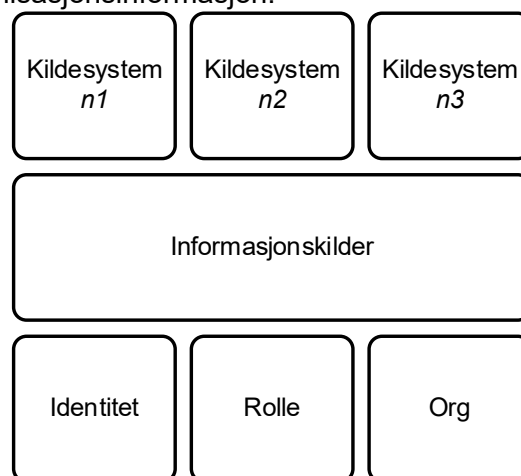 Kildesystem Kildesystem Kildesystem
n1 n2 n3
Informasjonskilder
Identitet Rolle Org